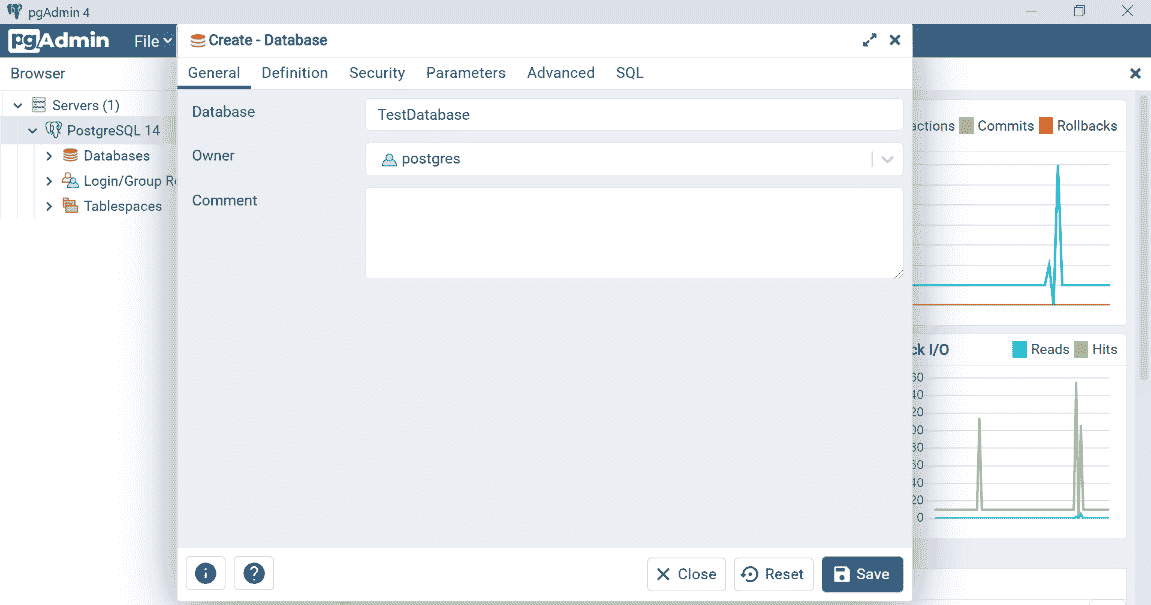 pgAdmin 4
pgAdmin File
Create - Database
Browser
General Definition Security Parameters Advanced SQL
Servers (1)
PostgreSQL 14
Databases
Login/Group R
Tablespaces
Database
TestDatabase
Owner
postgres
Comment
actions Commits Rollbacks
ck I/O
Reads Hits
60
40
20
00
80
60
40
20
0
Close Reset Save